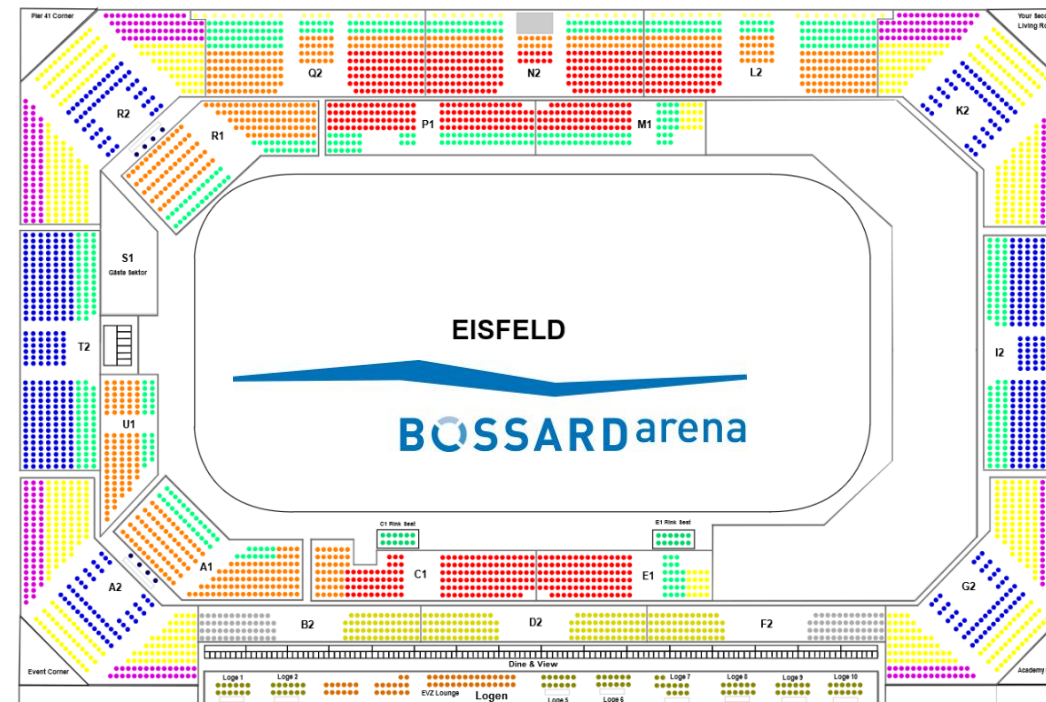 Pier 41 Corner
Your Seco
Living Ro
Q2
N2
L2
R2
R1
P1
M1
K2
S1
Gäste Sektor
T2
EISFELD
I2
BOSSARD arena
U1
C1 Rink Seat
E1 Rink Seat
A1
C1
E1
A2
G2
B2
D2
F2
Dine & View
Event Corner
Academy
Loge 1
Loge 2
EVZ Lounge
Logen
Loge 5
Loge 6
Loge 7
Loge 8
Loge 9
Loge 10